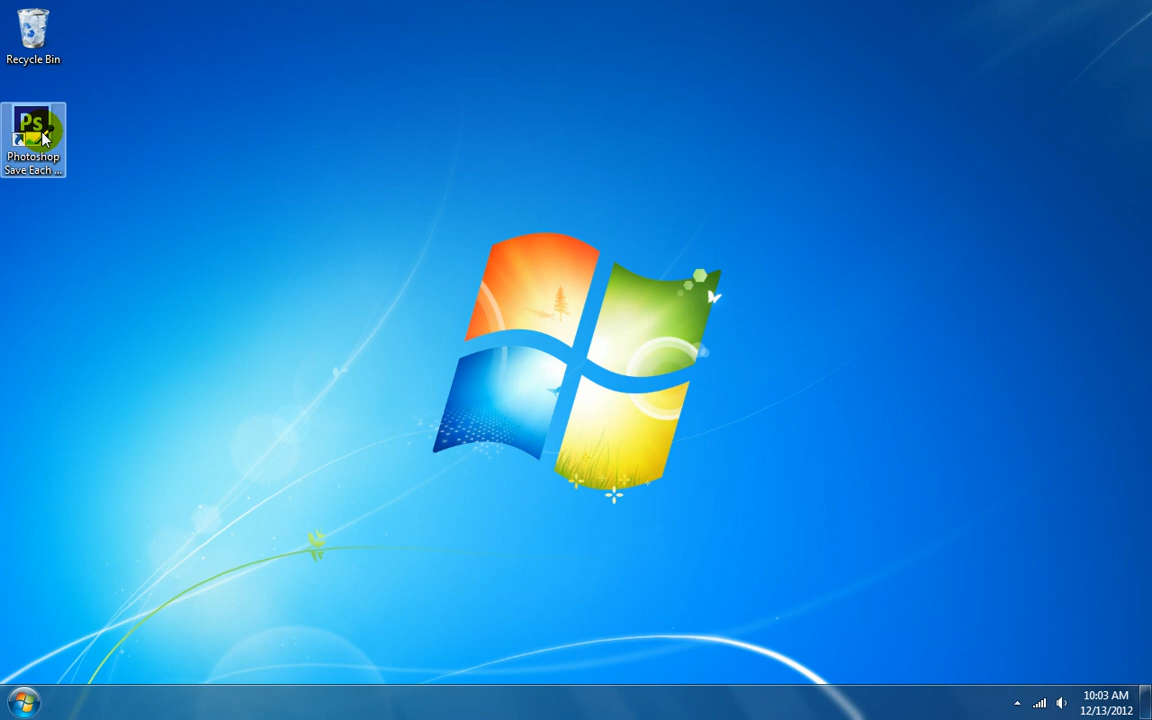 Recycle Bin
Ps
Photoshop
Save Each ...
10:03 AM
12/13/2012